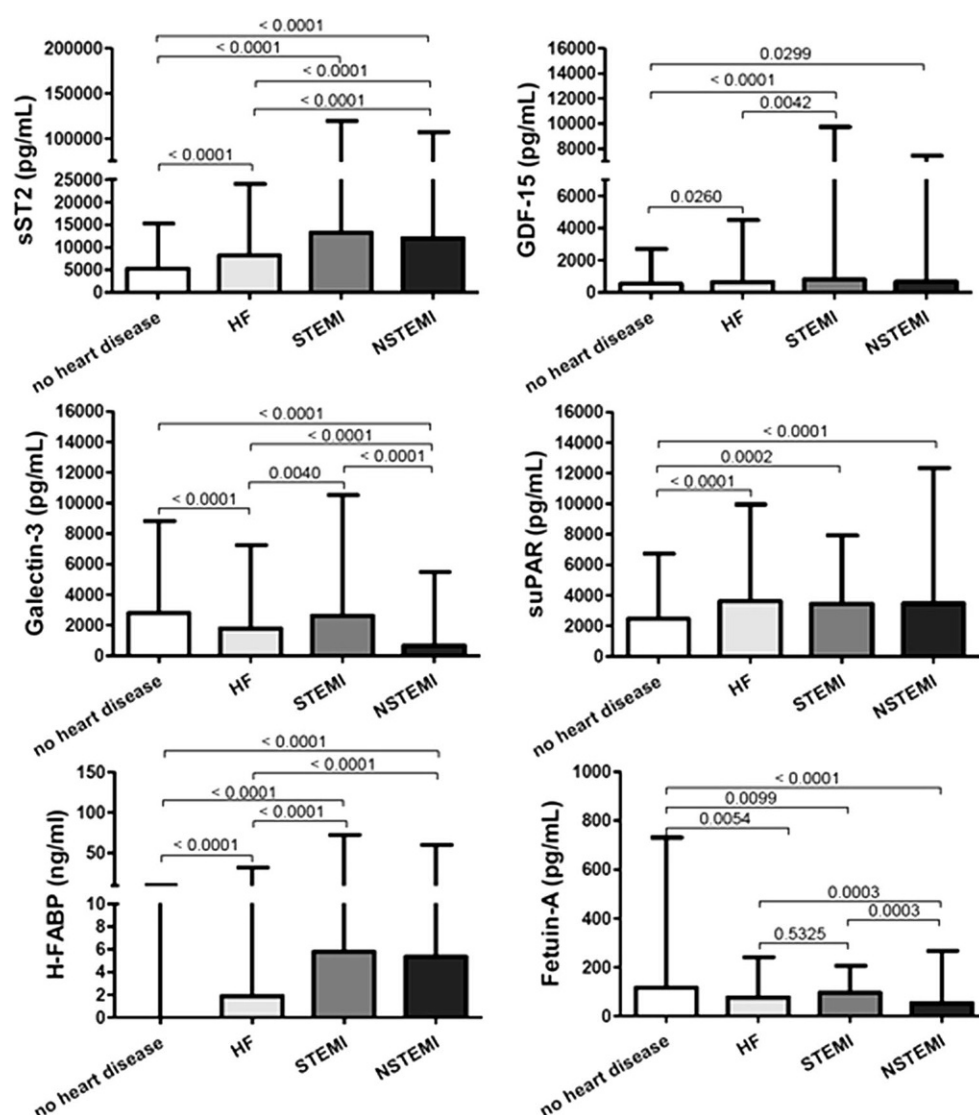 sST2 (pg/mL)
200000
150000
100000
25000
20000
15000
10000
5000
0
< 0.0001
< 0.0001
< 0.0001
< 0.0001
< 0.0001
no heart disease
HF
STEMI
NSTEMI
GDF-15 (pg/mL)
16000
14000
12000
10000
8000
6000
4000
2000
0
0.0299
< 0.0001
0.0042
0.0260
no heart disease
HF
STEMI
NSTEMI
Galectin-3 (pg/mL)
16000
14000
12000
10000
8000
6000
4000
2000
0
< 0.0001
< 0.0001
0.0040
< 0.0001
< 0.0001
no heart disease
HF
STEMI
NSTEMI
suPAR (pg/mL)
16000
14000
12000
10000
8000
6000
4000
2000
0
< 0.0001
0.0002
< 0.0001
no heart disease
HF
STEMI
NSTEMI
H-FABP (ng/ml)
150
100
50
10
8
6
4
2
0
< 0.0001
< 0.0001
< 0.0001
< 0.0001
< 0.0001
no heart disease
HF
STEMI
NSTEMI
Fetuin-A (pg/mL)
1000
800
600
400
200
0
< 0.0001
0.0099
0.0054
0.0003
0.0003
0.5325
no heart disease
HF
STEMI
NSTEMI